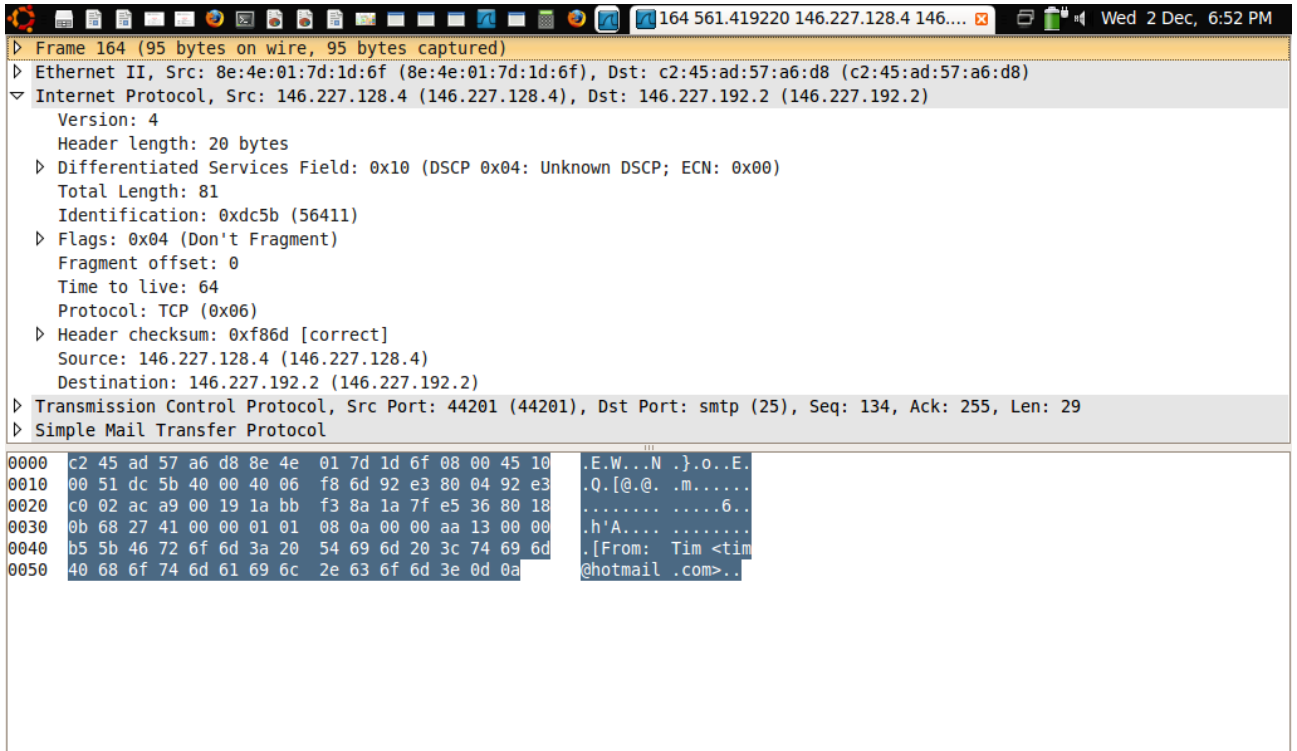 164 561.419220 146.227.128.4 146.... Wed 2 Dec, 6:52 PM
Frame 164 (95 bytes on wire, 95 bytes captured)
Ethernet II, Src: 8e:4e:01:7d:1d:6f (8e:4e:01:7d:1d:6f), Dst: c2:45:ad:57:a6:d8 (c2:45:ad:57:a6:d8)
Internet Protocol, Src: 146.227.128.4 (146.227.128.4), Dst: 146.227.192.2 (146.227.192.2)
Version: 4
Header length: 20 bytes
Differentiated Services Field: 0x10 (DSCP 0x04: Unknown DSCP; ECN: 0x00)
Total Length: 81
Identification: 0xdc5b (56411)
Flags: 0x04 (Don't Fragment)
Fragment offset: 0
Time to live: 64
Protocol: TCP (0x06)
Header checksum: 0xf86d [correct]
Source: 146.227.128.4 (146.227.128.4)
Destination: 146.227.192.2 (146.227.192.2)
Transmission Control Protocol, Src Port: 44201 (44201), Dst Port: smtp (25), Seq: 134, Ack: 255, Len: 29
Simple Mail Transfer Protocol
0000 c2 45 ad 57 a6 d8 8e 4e 01 7d 1d 6f 08 00 45 10 .E.W...N .}.o..E.
0010 00 51 dc 5b 40 00 40 06 f8 6d 92 e3 80 04 92 e3 .Q.[@.@. .m......
0020 c0 02 ac a9 00 19 1a bb f3 8a 1a 7f e5 36 80 18 ........ .....6..
0030 0b 68 27 41 00 00 01 01 08 0a 00 00 aa 13 00 00 .h'A.... ........
0040 b5 5b 46 72 6f 6d 3a 20 54 69 6d 20 3c 74 69 6d .[From: Tim <tim
0050 40 68 6f 74 6d 61 69 6c 2e 63 6f 6d 3e 0d 0a @hotmail .com>..